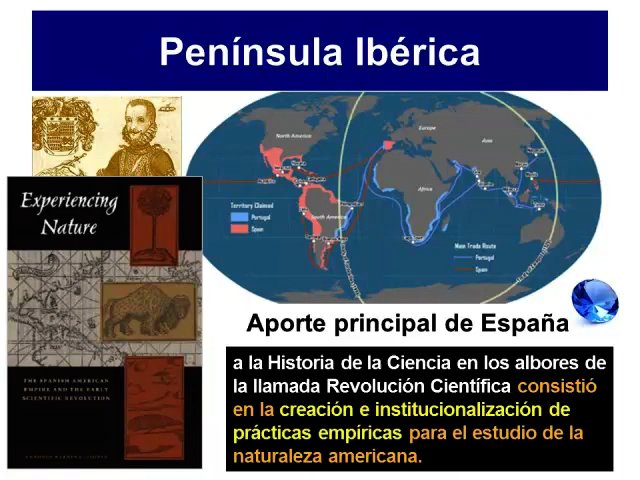 Península Ibérica
North America
Europe
Asia
Africa
South America
Territory Claimed
Portugal
Spain
Main Trade Route
Portugal
Spain
Experiencing
Nature
THE SPANISH AMERICAN
EMPIRE AND THE EARLY
SCIENTIFIC REVOLUTION
Aporte principal de España
a la Historia de la Ciencia en los albores de
la llamada Revolución Científica consistió
en la creación e institucionalización de
prácticas empíricas para el estudio de la
naturaleza americana.